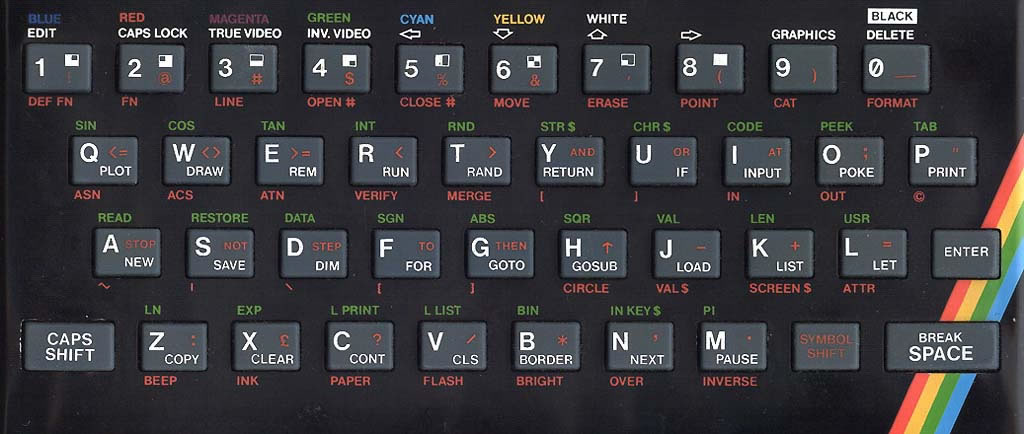 BLUE RED MAGENTA GREEN CYAN YELLOW WHITE BLACK
EDIT CAPS LOCK TRUE VIDEO INV. VIDEO ⇦ ⇩ ⇧ ⇨ GRAPHICS DELETE
1 ! 2 @ 3 # 4 $ 5 % 6 & 7 ' 8 ( 9 ) 0 _
DEF FN FN LINE OPEN # CLOSE # MOVE ERASE POINT CAT FORMAT
SIN COS TAN INT RND STR $ CHR $ CODE PEEK TAB
Q <= W <> E >= R < T > Y AND U OR I AT O ; P "
PLOT DRAW REM RUN RAND RETURN IF INPUT POKE PRINT
ASN ACS ATN VERIFY MERGE [ ] IN OUT ©
READ RESTORE DATA SGN ABS SQR VAL LEN USR
A STOP S NOT D STEP F TO G THEN H ↑ J − K + L = ENTER
NEW SAVE DIM FOR GOTO GOSUB LOAD LIST LET
~ | \ [ ] CIRCLE VAL $ SCREEN $ ATTR
LN EXP L PRINT L LIST BIN IN KEY $ PI
CAPS Z : X £ C ? V / B * N , M . SYMBOL BREAK
SHIFT COPY CLEAR CONT CLS BORDER NEXT PAUSE SHIFT SPACE
BEEP INK PAPER FLASH BRIGHT OVER INVERSE